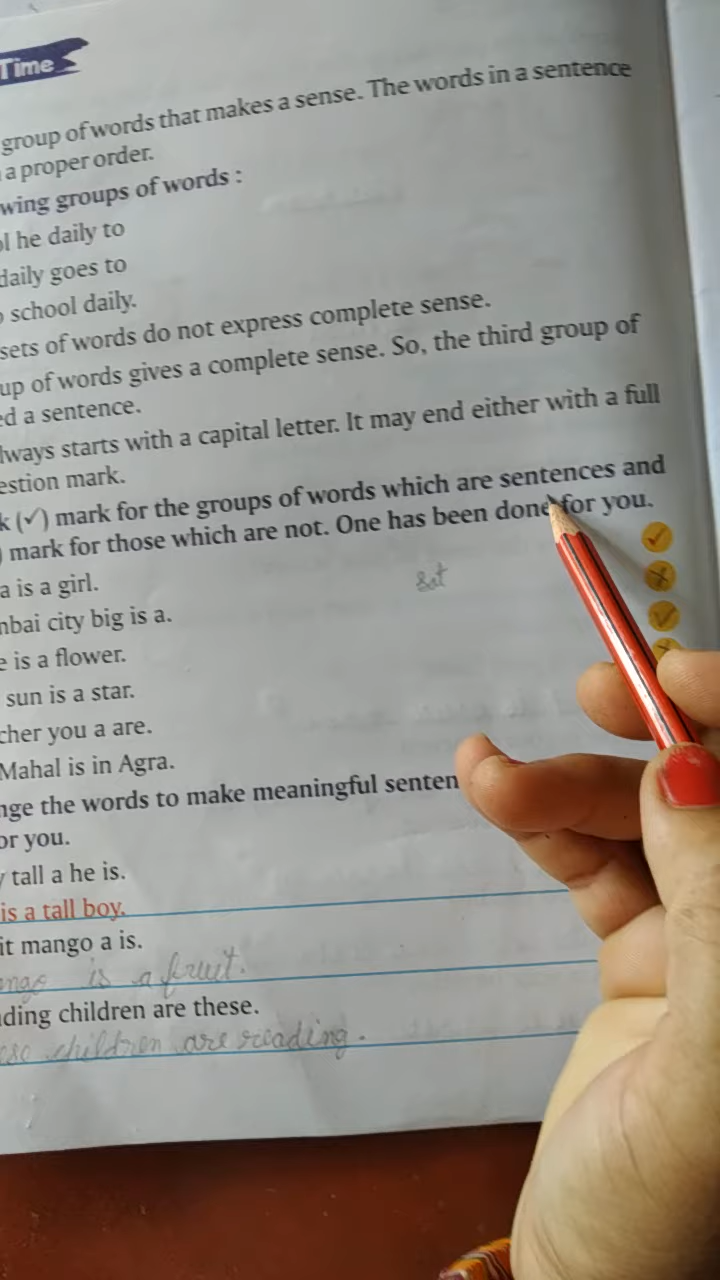 Time
group of words that makes a sense. The words in a sentence
a proper order.
wing groups of words :
ol he daily to
daily goes to
school daily.
sets of words do not express complete sense.
up of words gives a complete sense. So, the third group of
ed a sentence.
lways starts with a capital letter. It may end either with a full
estion mark.
k (✓) mark for the groups of words which are sentences and
) mark for those which are not. One has been done for you.
a is a girl.
✓
nbai city big is a.
✗
e is a flower.
✓
sun is a star.
cher you a are.
Mahal is in Agra.
nge the words to make meaningful senten
or you.
y tall a he is.
is a tall boy.
it mango a is.
ngo is a fruit.
ding children are these.
ese children are reading.